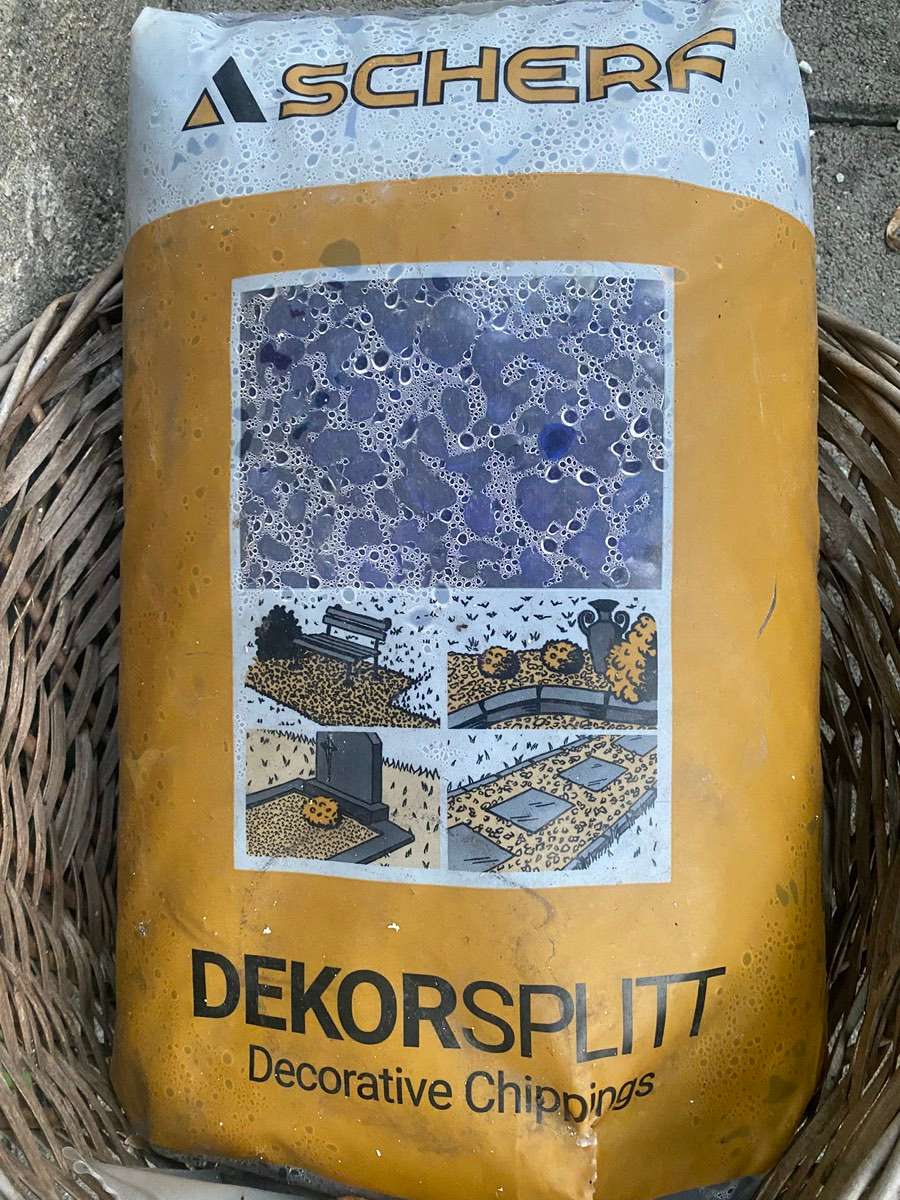 SCHERF
DEKORSPLITT
Decorative Chippings